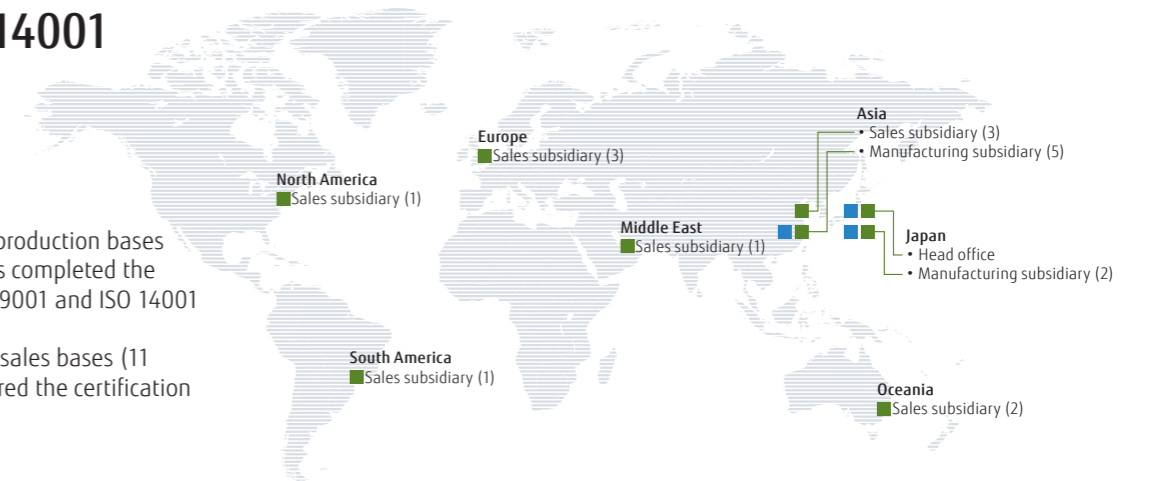 14001
production bases
s completed the
9001 and ISO 14001
sales bases (11
red the certification
North America
Sales subsidiary (1)
Europe
Sales subsidiary (3)
Asia
• Sales subsidiary (3)
• Manufacturing subsidiary (5)
Middle East
Sales subsidiary (1)
Japan
• Head office
• Manufacturing subsidiary (2)
South America
Sales subsidiary (1)
Oceania
Sales subsidiary (2)